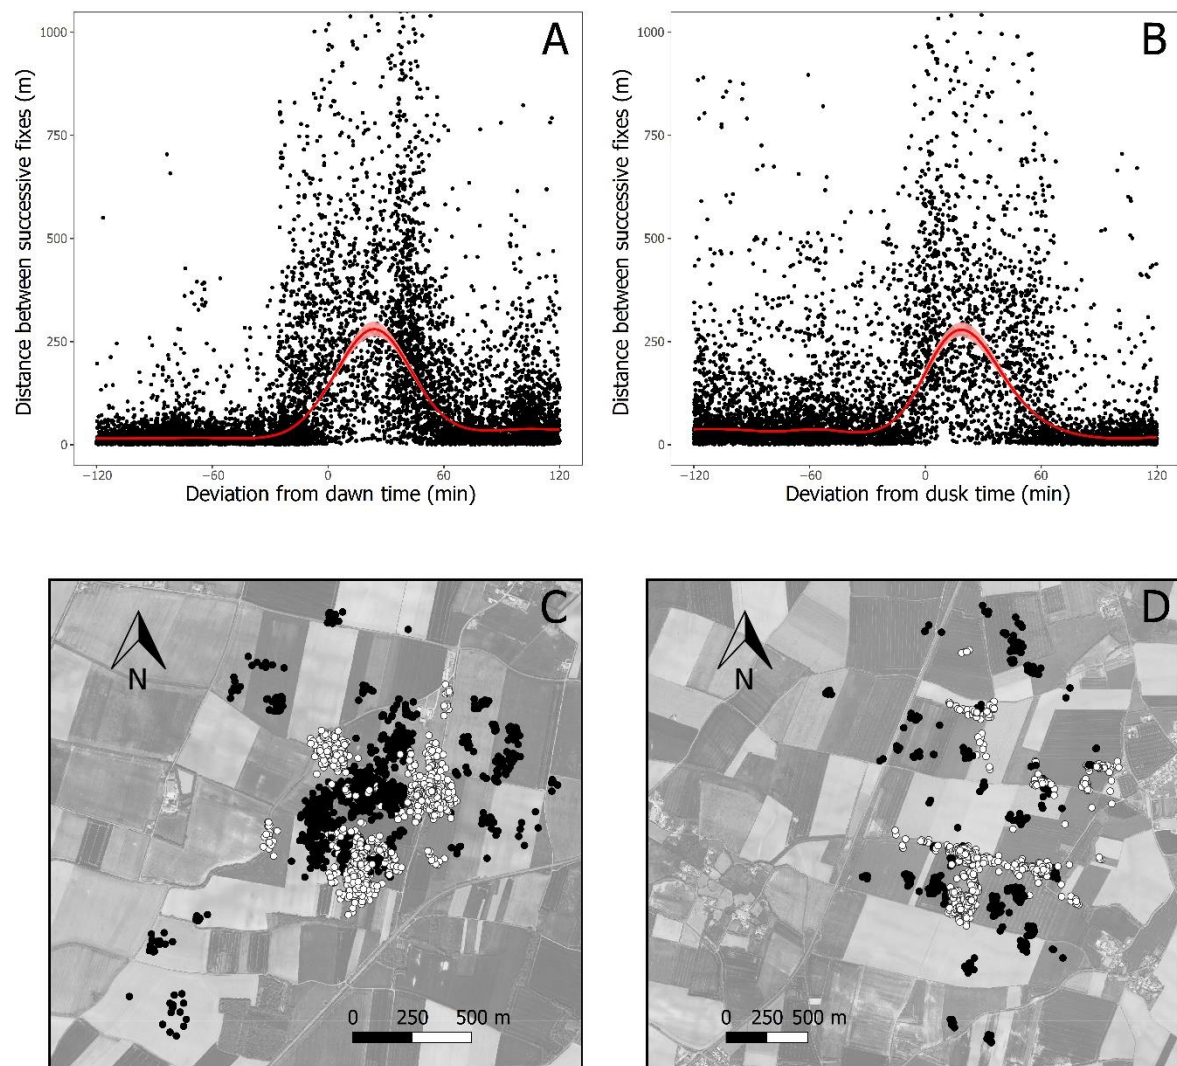 A
Distance between successive fixes (m)
1000
750
500
250
0
−120
−60
0
60
120
Deviation from dawn time (min)
B
Distance between successive fixes (m)
1000
750
500
250
0
−120
−60
0
60
120
Deviation from dusk time (min)
C
N
0 250 500 m
D
N
0 250 500 m